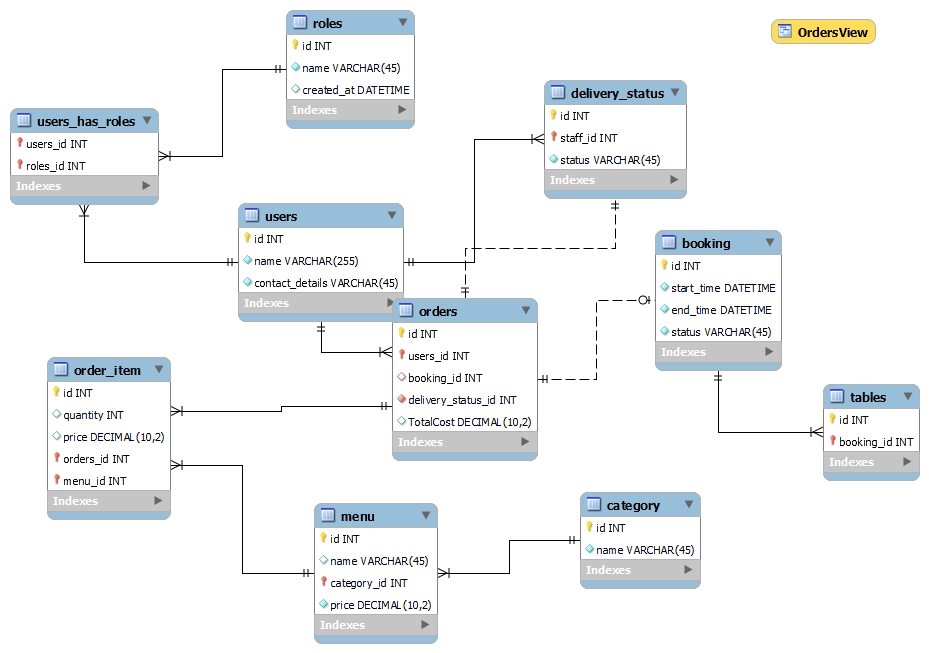 roles
id INT
name VARCHAR(45)
created_at DATETIME
Indexes
OrdersView
users_has_roles
users_id INT
roles_id INT
Indexes
delivery_status
id INT
staff_id INT
status VARCHAR(45)
Indexes
users
id INT
name VARCHAR(255)
contact_details VARCHAR(45)
Indexes
booking
id INT
start_time DATETIME
end_time DATETIME
status VARCHAR(45)
Indexes
orders
id INT
users_id INT
booking_id INT
delivery_status_id INT
TotalCost DECIMAL(10,2)
Indexes
order_item
id INT
quantity INT
price DECIMAL(10,2)
orders_id INT
menu_id INT
Indexes
tables
id INT
booking_id INT
Indexes
menu
id INT
name VARCHAR(45)
category_id INT
price DECIMAL(10,2)
Indexes
category
id INT
name VARCHAR(45)
Indexes